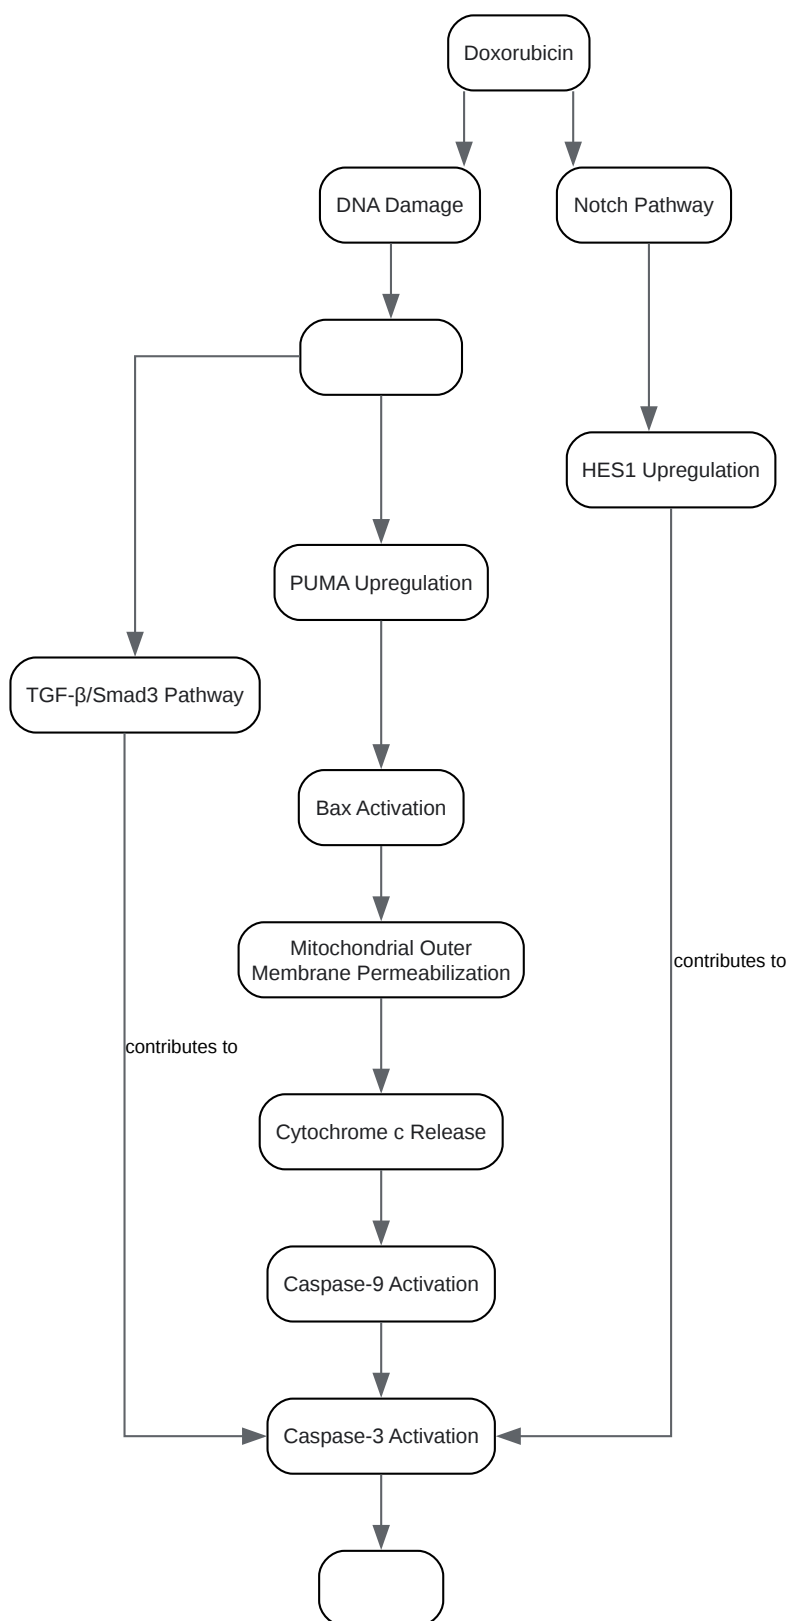 Doxorubicin
DNA Damage
Notch Pathway
HES1 Upregulation
PUMA Upregulation
TGF-β/Smad3 Pathway
Bax Activation
Mitochondrial Outer
Membrane Permeabilization
contributes to
contributes to
Cytochrome c Release
Caspase-9 Activation
Caspase-3 Activation